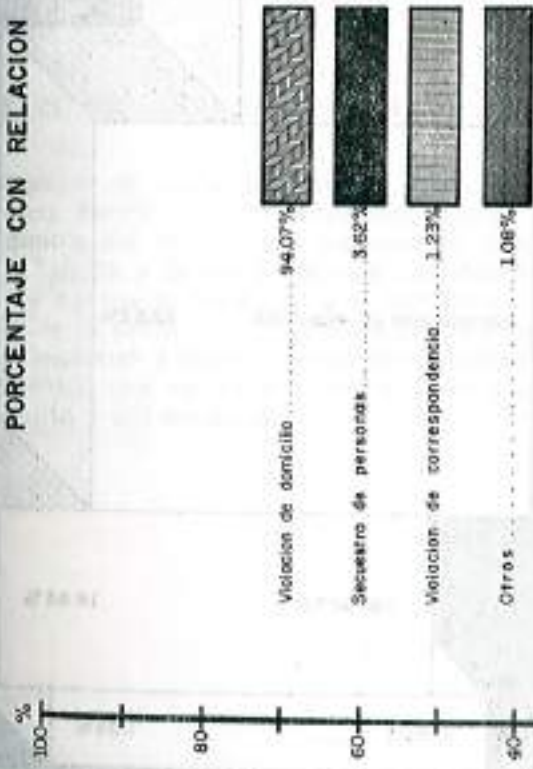 PORCENTAJE CON RELACION
%
100
80
60
40
Violacion de domicilio .......... 94.07%
Secuestro de personas .......... 3.62%
Violacion de correspondencia .......... 1.23%
Otros .......... 1.08%